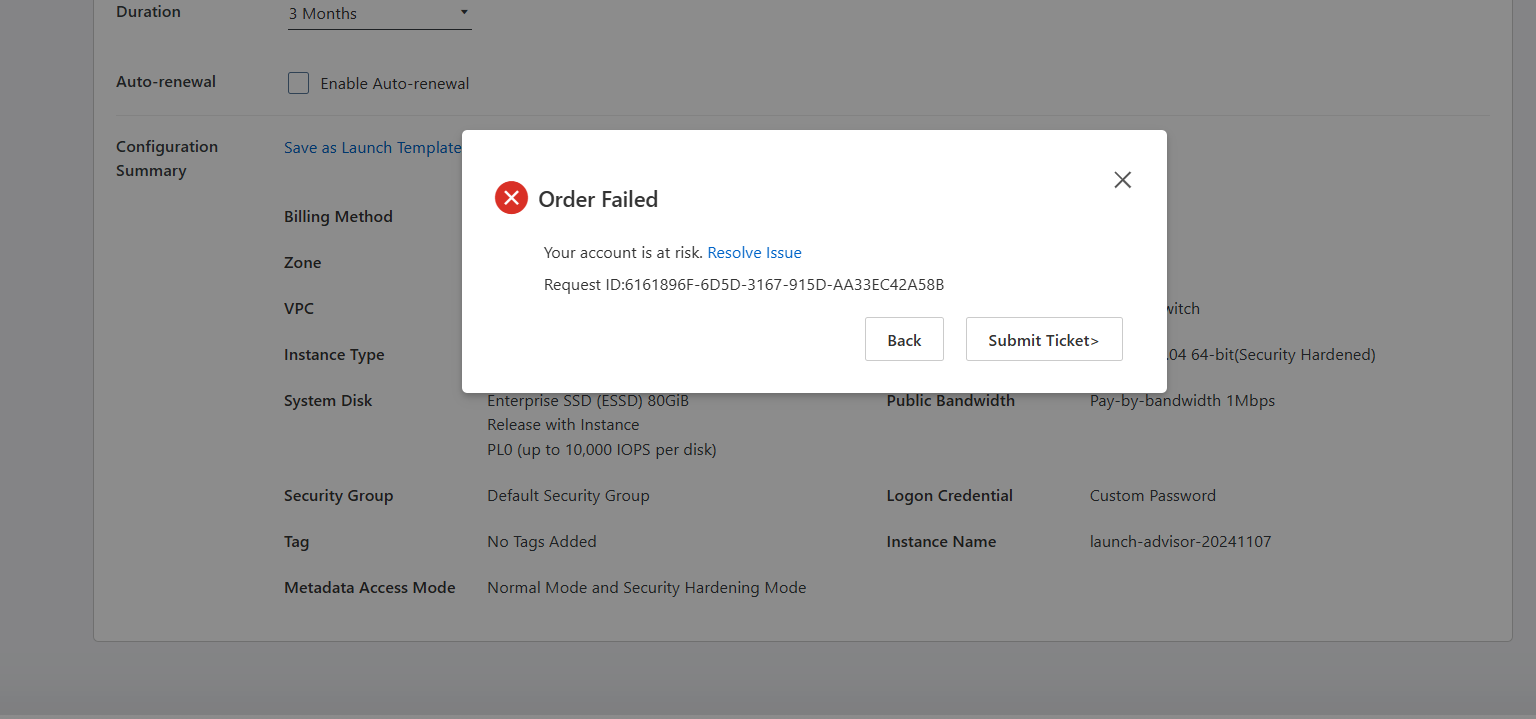 Duration
3 Months
Auto-renewal
Enable Auto-renewal
Configuration
Summary
Save as Launch Template
Order Failed
Your account is at risk. Resolve Issue
Request ID:6161896F-6D5D-3167-915D-AA33EC42A58B
Back
Submit Ticket>
Billing Method
Zone
VPC
Instance Type
.04 64-bit(Security Hardened)
System Disk
Enterprise SSD (ESSD) 80GiB
Release with Instance
PL0 (up to 10,000 IOPS per disk)
Public Bandwidth
Pay-by-bandwidth 1Mbps
Security Group
Default Security Group
Logon Credential
Custom Password
Tag
No Tags Added
Instance Name
launch-advisor-20241107
Metadata Access Mode
Normal Mode and Security Hardening Mode